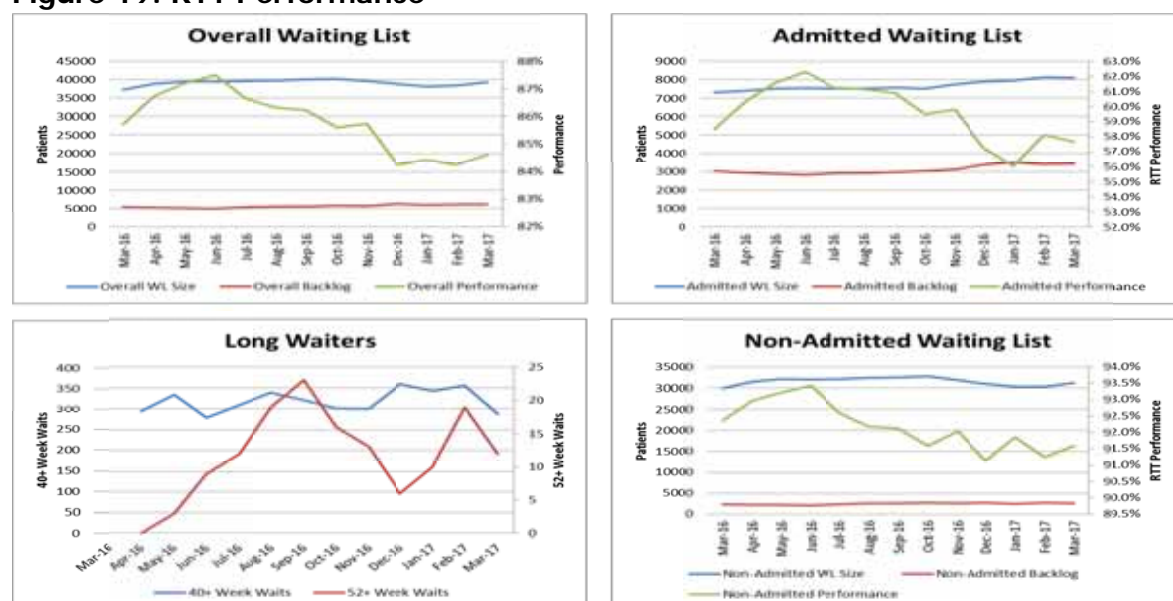 Figure 19: RTT Performance
Overall Waiting List
45000
40000
35000
30000
25000
20000
15000
10000
5000
0
Patients
88%
87%
86%
85%
84%
83%
82%
Performance
Mar-16
Apr-16
May-16
Jun-16
Jul-16
Aug-16
Sep-16
Oct-16
Nov-16
Dec-16
Jan-17
Feb-17
Mar-17
Overall WL Size Overall Backlog Overall Performance
Admitted Waiting List
9000
8000
7000
6000
5000
4000
3000
2000
1000
0
Patients
63.0%
62.0%
61.0%
60.0%
59.0%
58.0%
57.0%
56.0%
55.0%
54.0%
53.0%
52.0%
RTT Performance
Mar-16
Apr-16
May-16
Jun-16
Jul-16
Aug-16
Sep-16
Oct-16
Nov-16
Dec-16
Jan-17
Feb-17
Mar-17
Admitted WL Size Admitted Backlog Admitted Performance
Long Waiters
400
350
300
250
200
150
100
50
0
40+ Week Waits
25
20
15
10
5
0
52+ Week Waits
Mar-16
Apr-16
May-16
Jun-16
Jul-16
Aug-16
Sep-16
Oct-16
Nov-16
Dec-16
Jan-17
Feb-17
Mar-17
40+ Week Waits 52+ Week Waits
Non-Admitted Waiting List
35000
30000
25000
20000
15000
10000
5000
0
Patients
94.0%
93.5%
93.0%
92.5%
92.0%
91.5%
91.0%
90.5%
90.0%
89.5%
RTT Performance
Mar-16
Apr-16
May-16
Jun-16
Jul-16
Aug-16
Sep-16
Oct-16
Nov-16
Dec-16
Jan-17
Feb-17
Mar-17
Non-Admitted WL Size Non-Admitted Backlog
Non-Admitted Performance